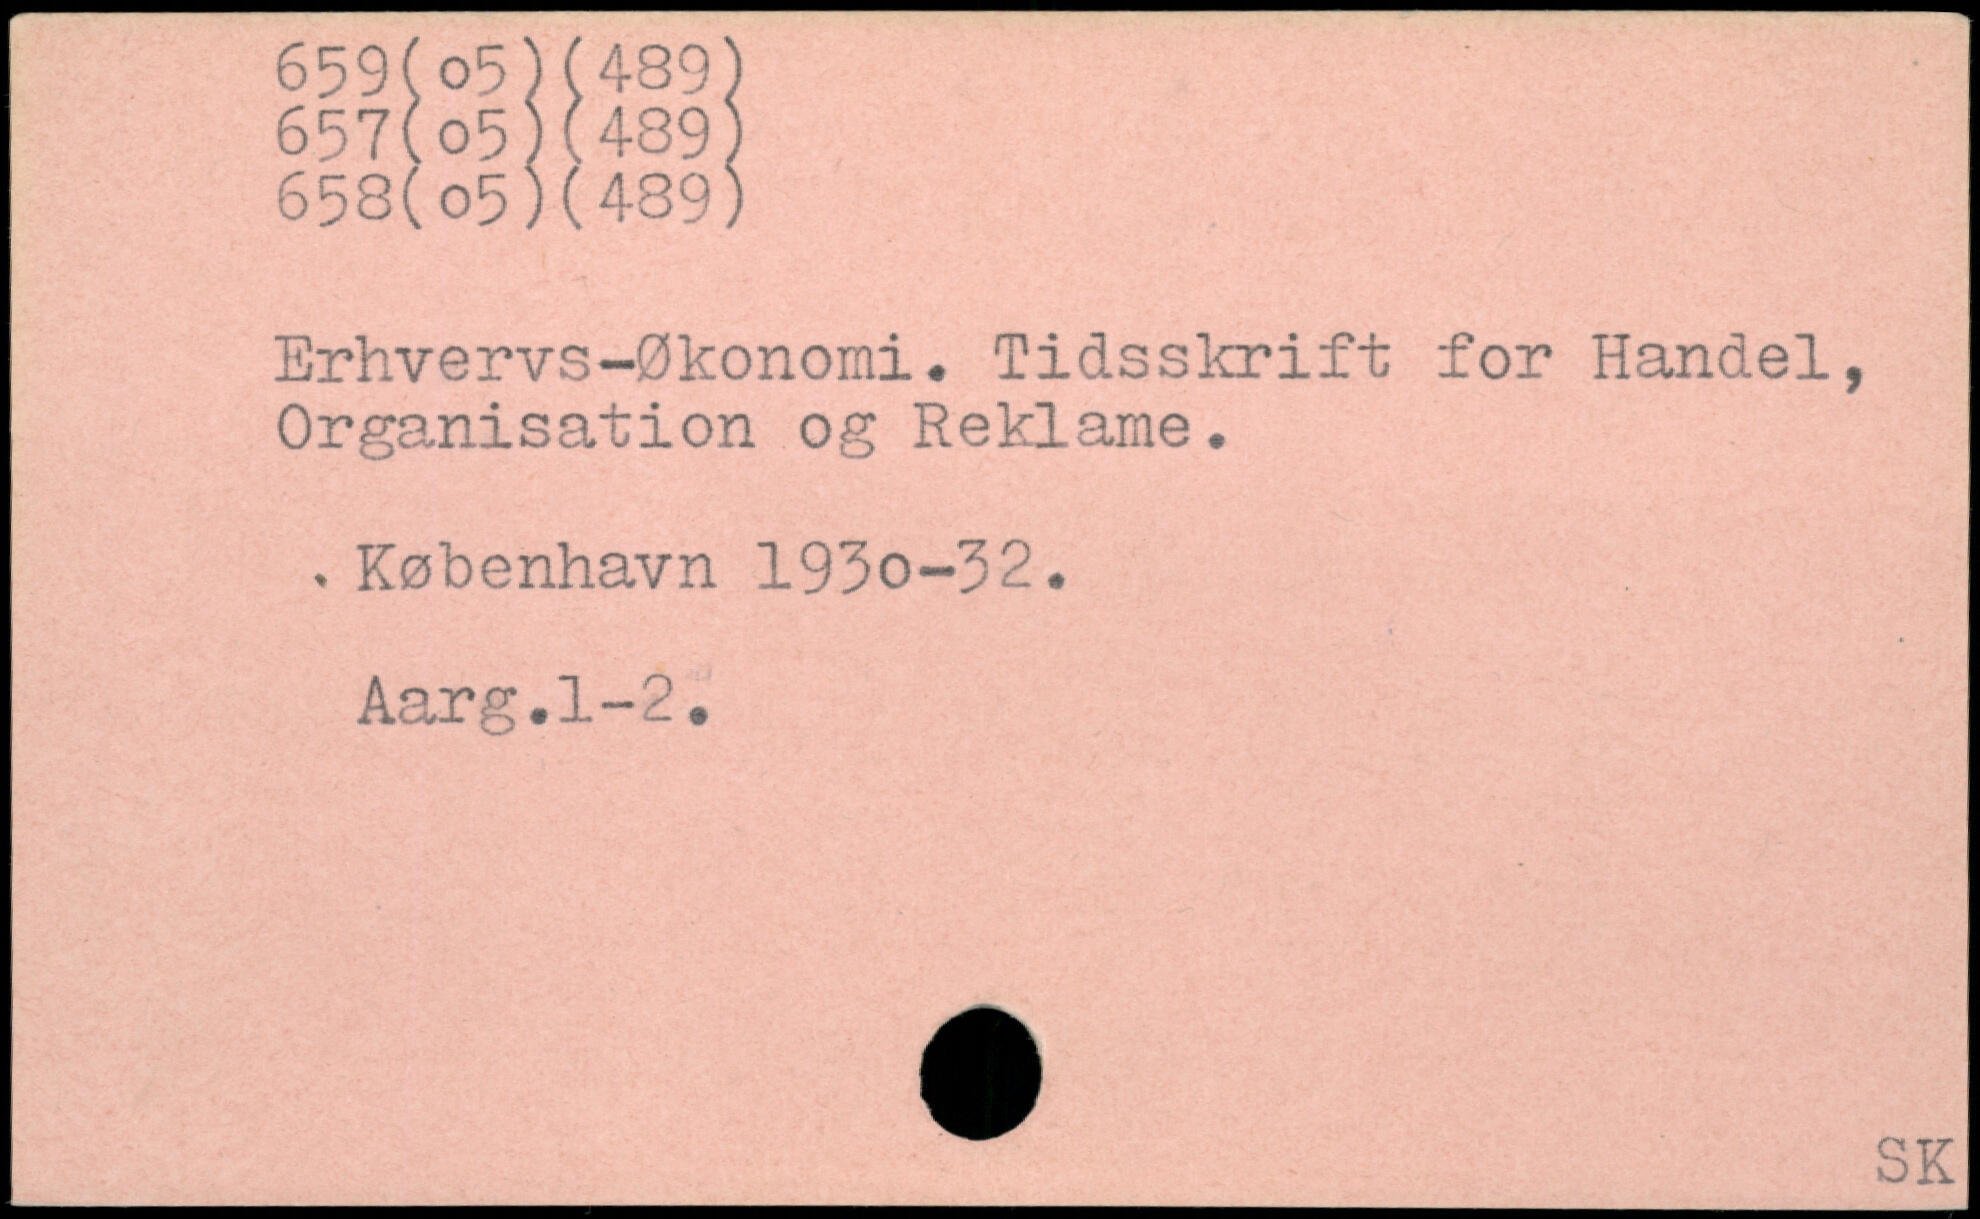 659(o5)(489)
657(o5)(489)
658(o5)(489)
Erhvervs-Økonomi. Tidsskrift for Handel,
Organisation og Reklame.
København 193o-32.
Aarg.1-2.
SK